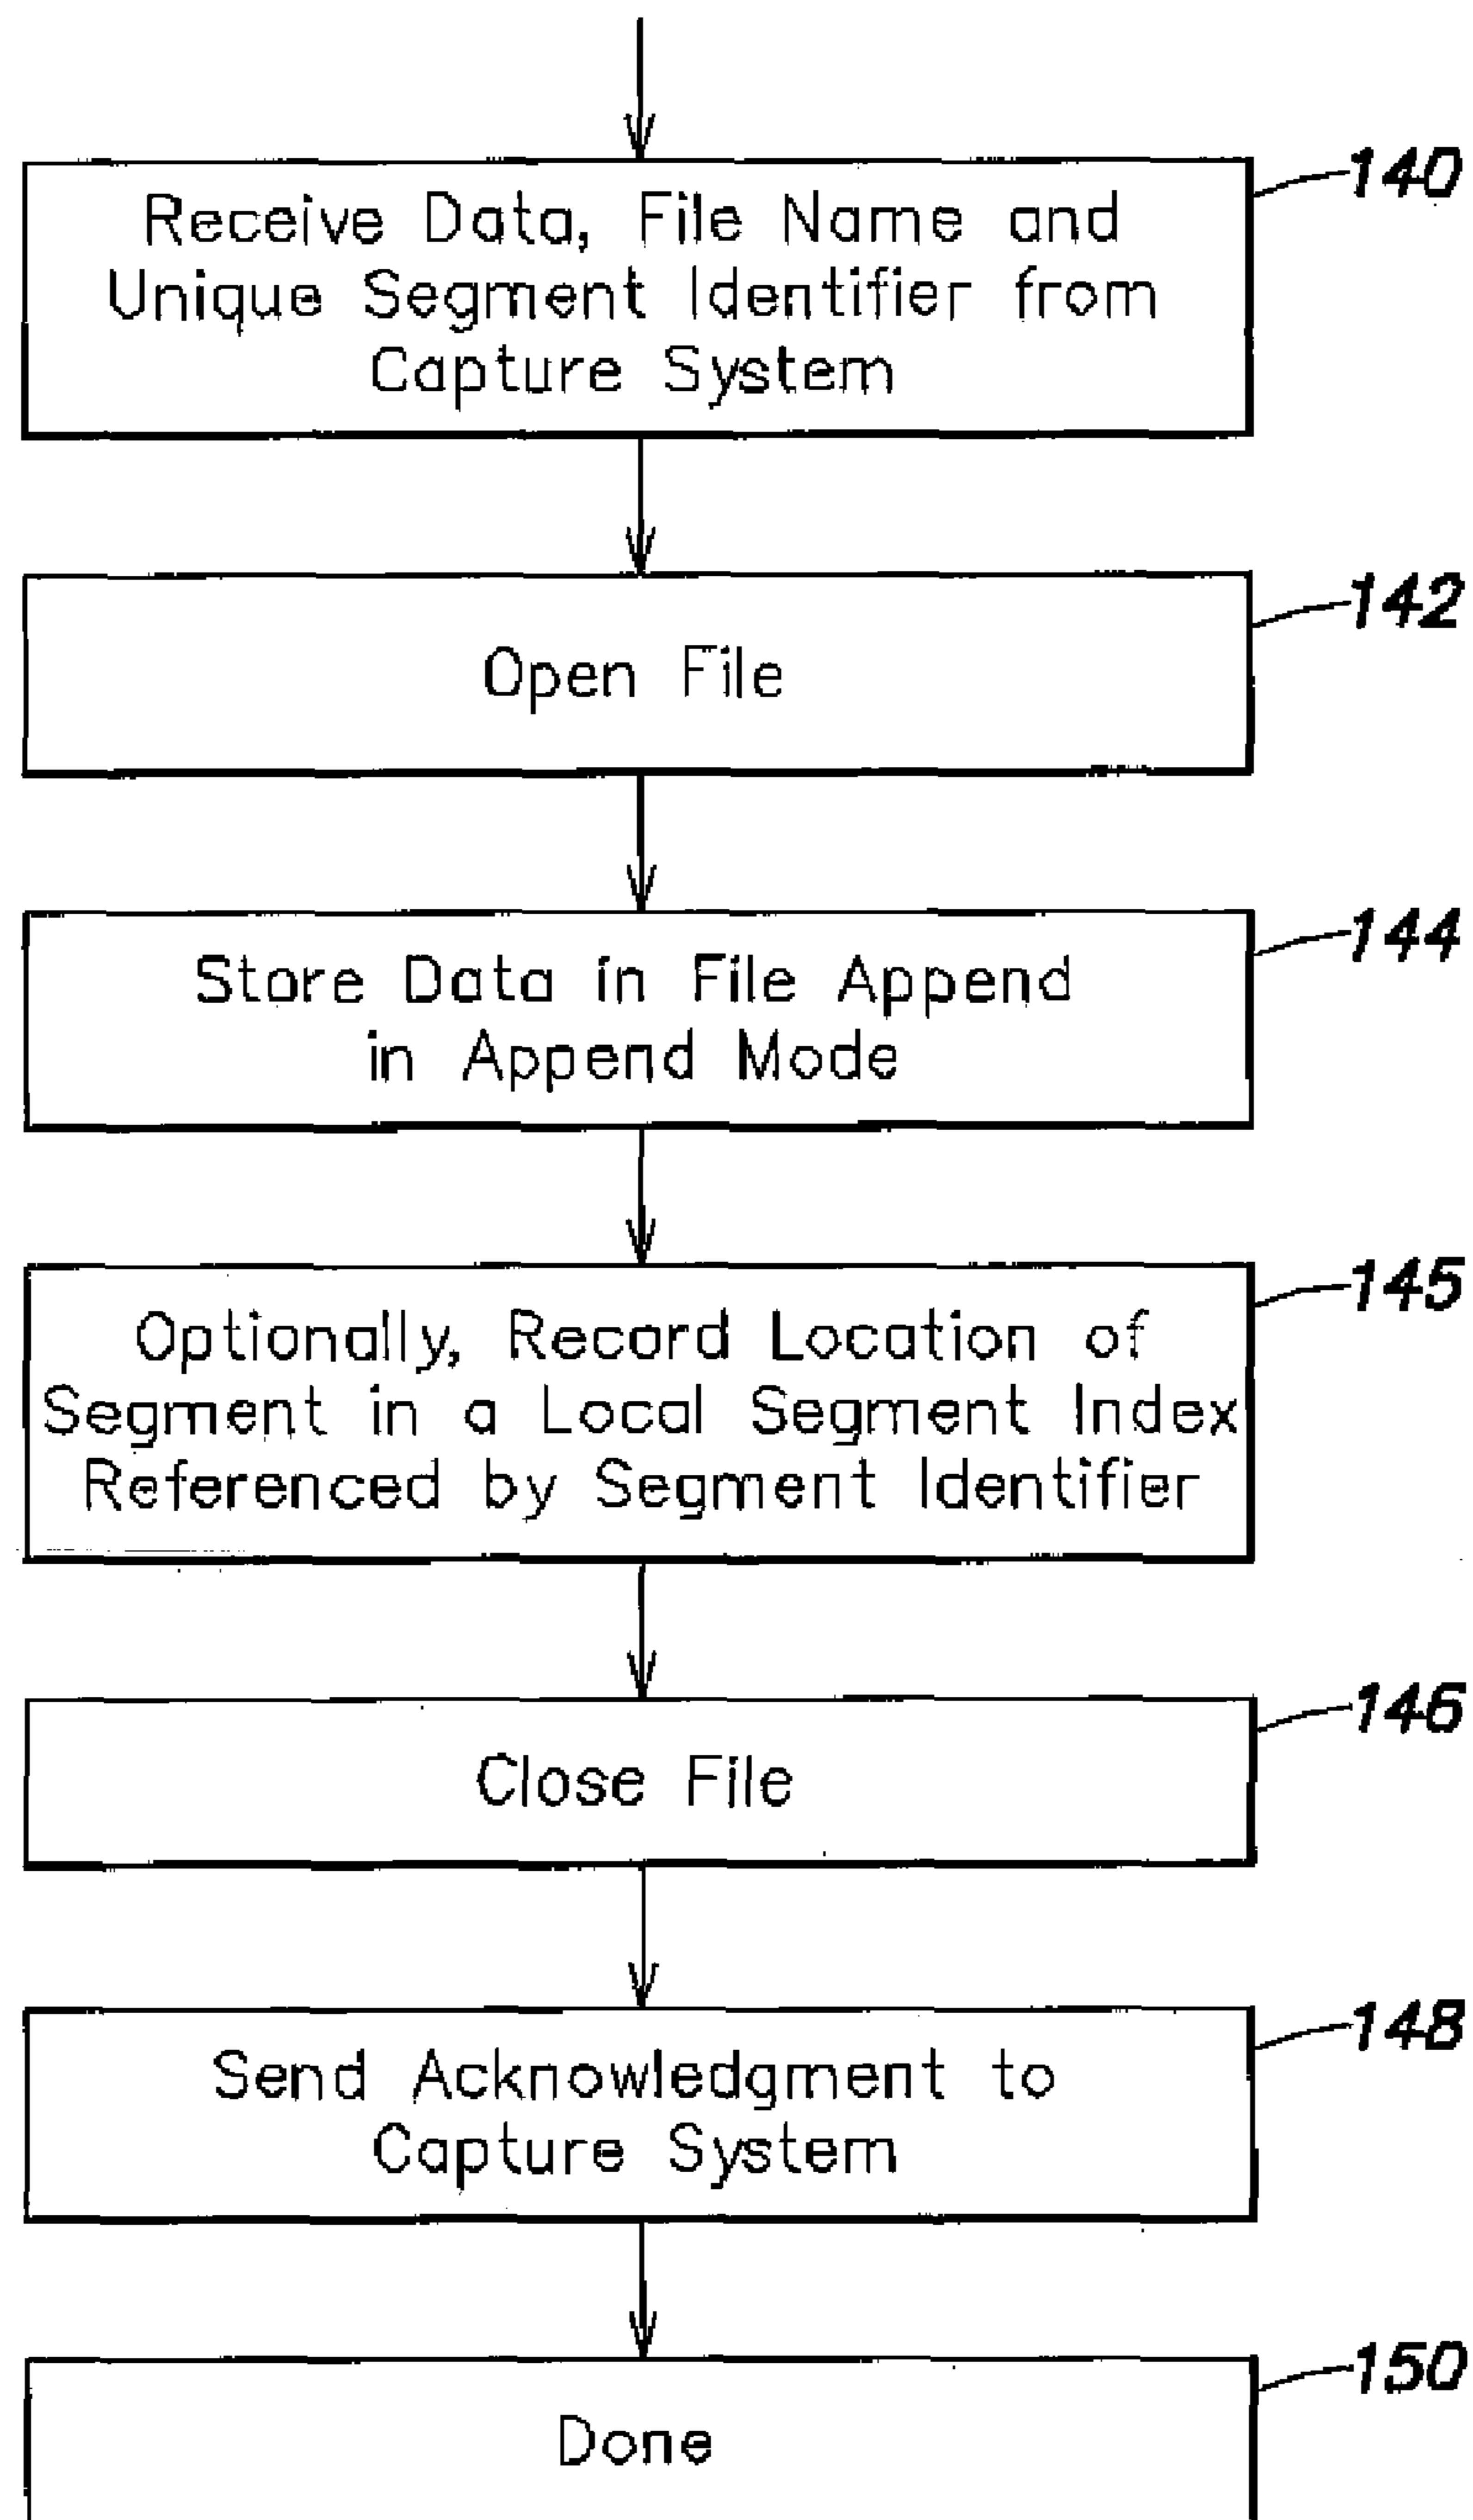 140
Receive Data, File Name and
Unique Segment Identifier from
Capture System
142
Open File
144
Store Data in File Append
in Append Mode
145
Optionally, Record Location of
Segment in a Local Segment Index
Referenced by Segment Identifier
146
Close File
148
Send Acknowledgment to
Capture System
150
Done